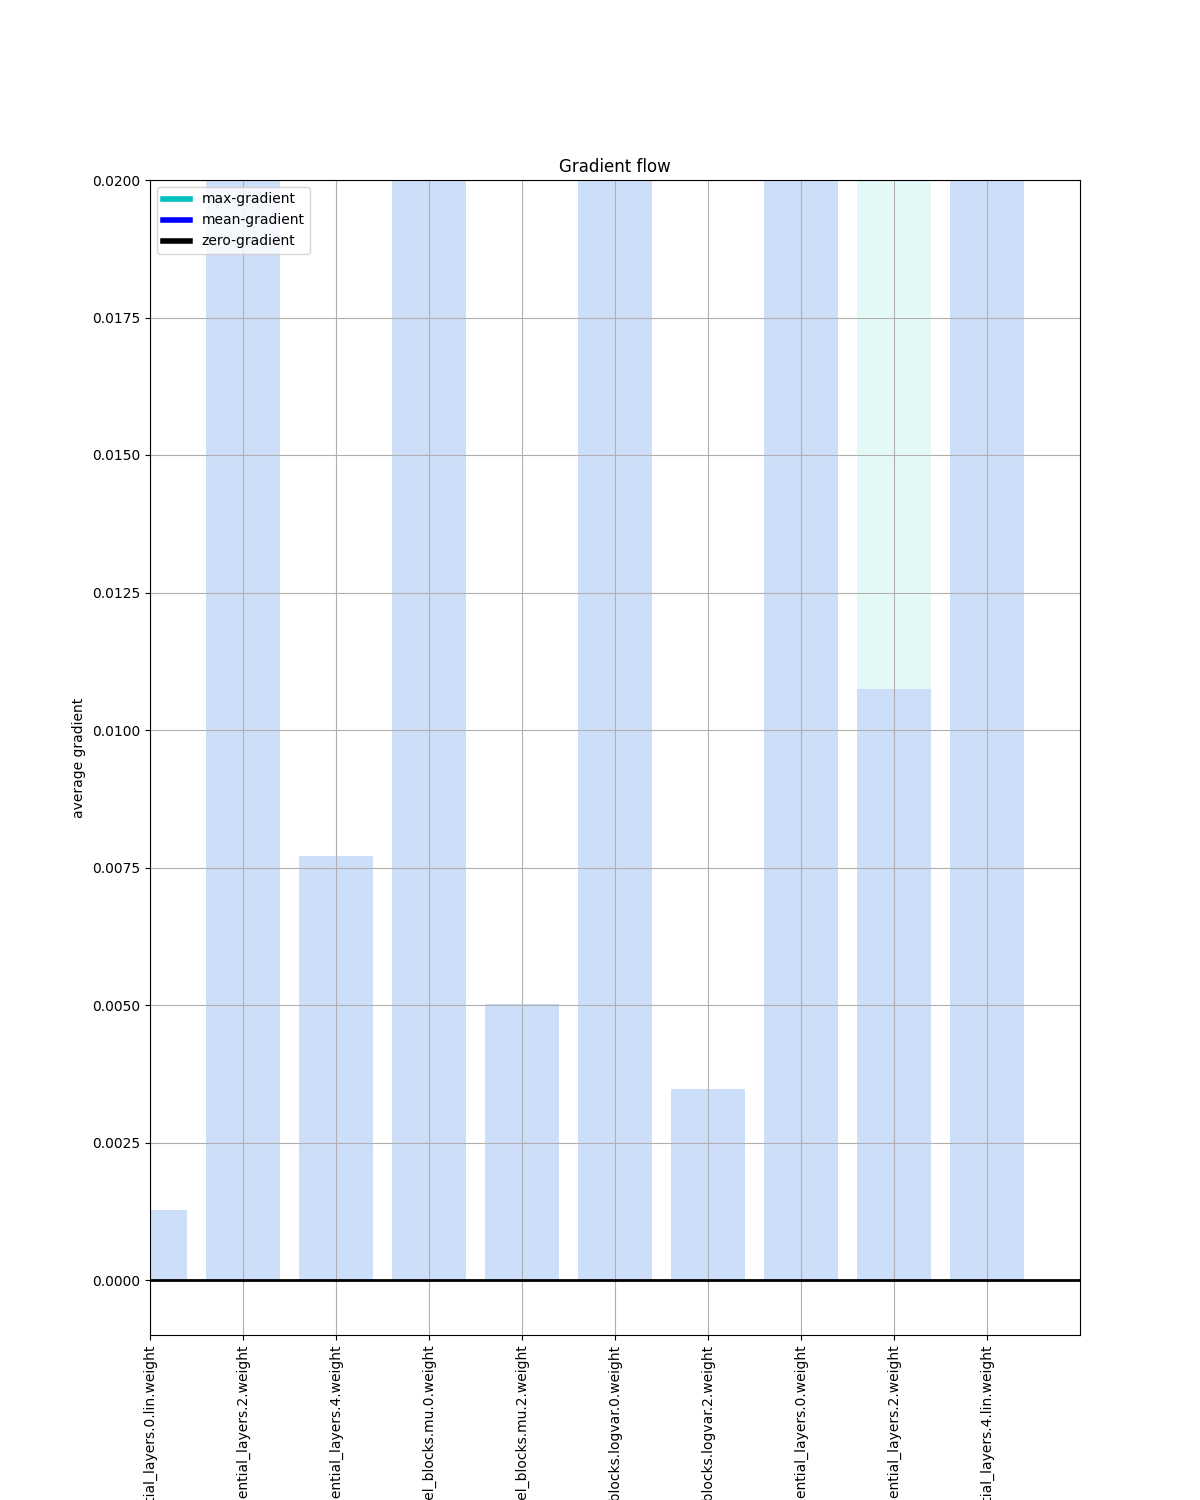 Gradient flow
max-gradient
mean-gradient
zero-gradient
0.0200
0.0175
0.0150
0.0125
0.0100
0.0075
0.0050
0.0025
0.0000
average gradient
tial_layers.0.lin.weight
ential_layers.2.weight
ential_layers.4.weight
el_blocks.mu.0.weight
el_blocks.mu.2.weight
blocks.logvar.0.weight
blocks.logvar.2.weight
ential_layers.0.weight
ential_layers.2.weight
tial_layers.4.lin.weight